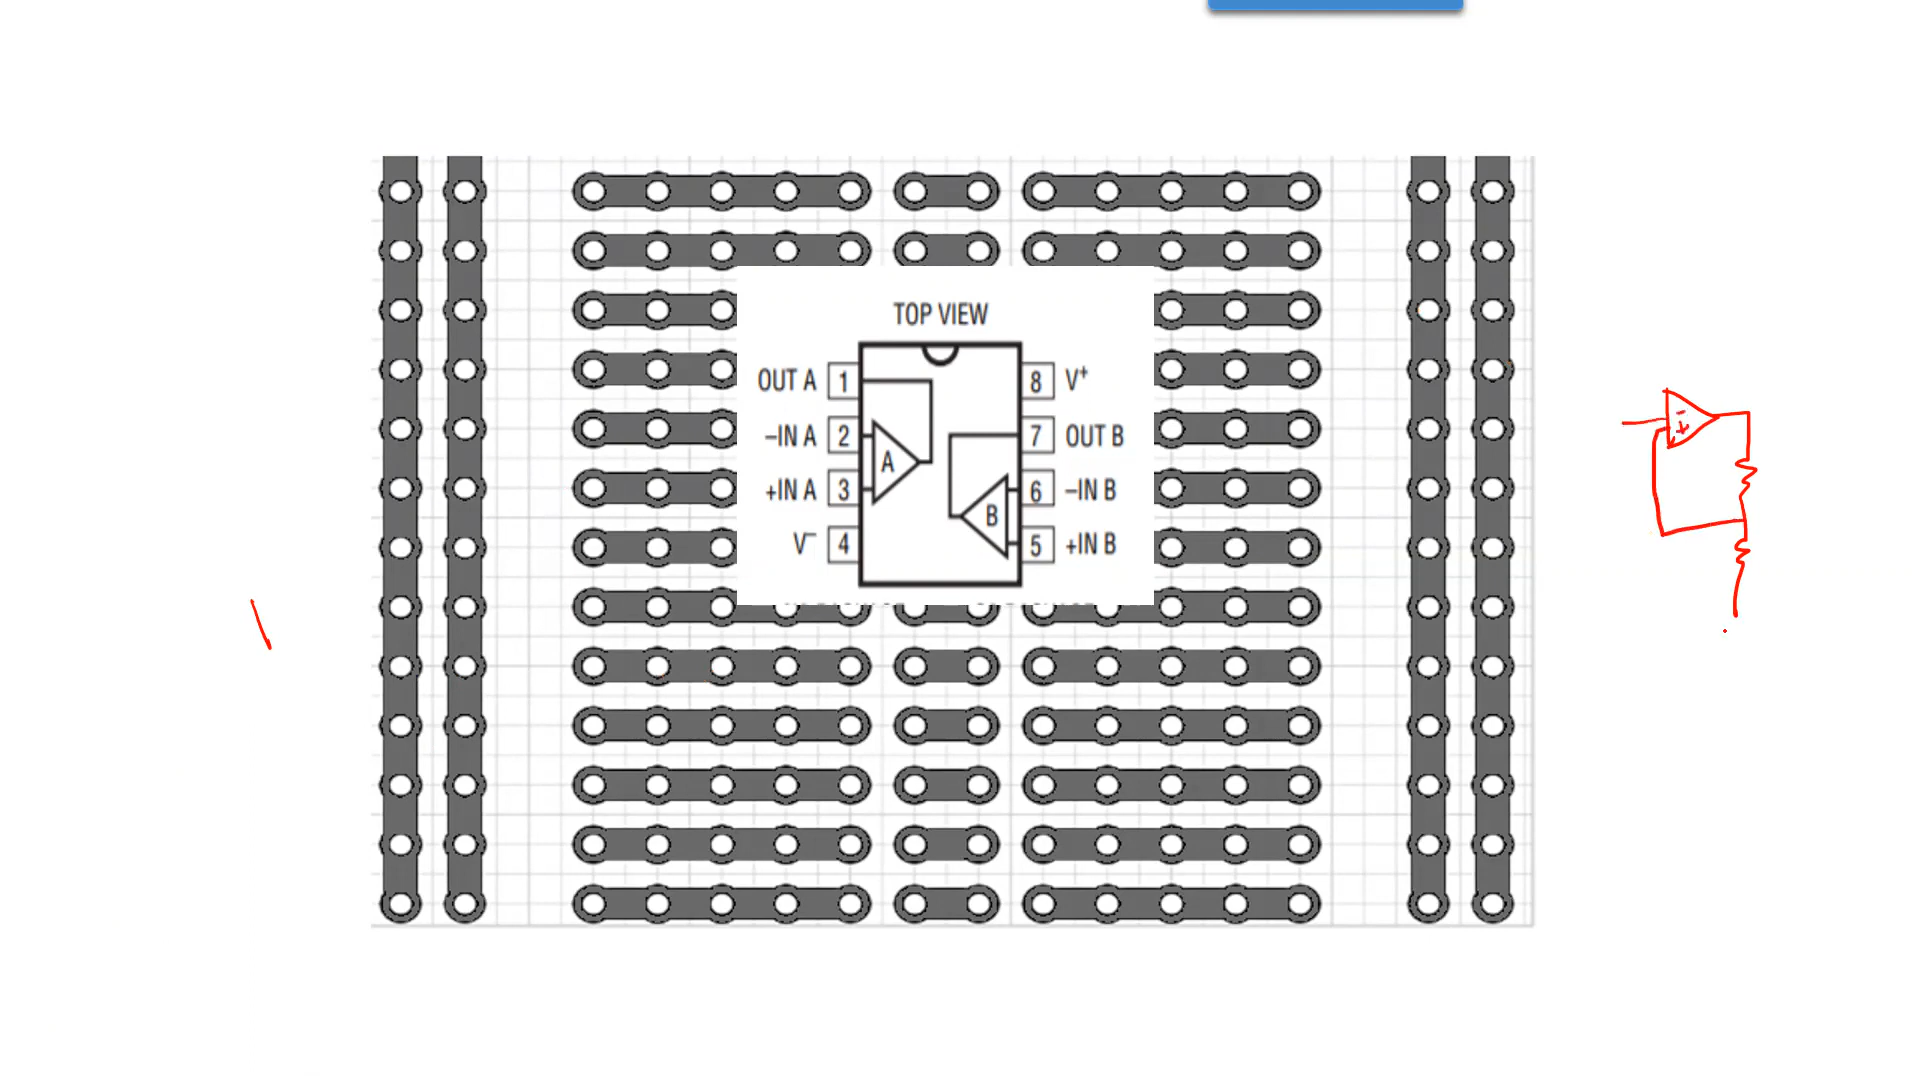 TOP VIEW
OUT A 1 8 V+
–IN A 2 A 7 OUT B
+IN A 3 6 –IN B
V– 4 B 5 +IN B
-
+